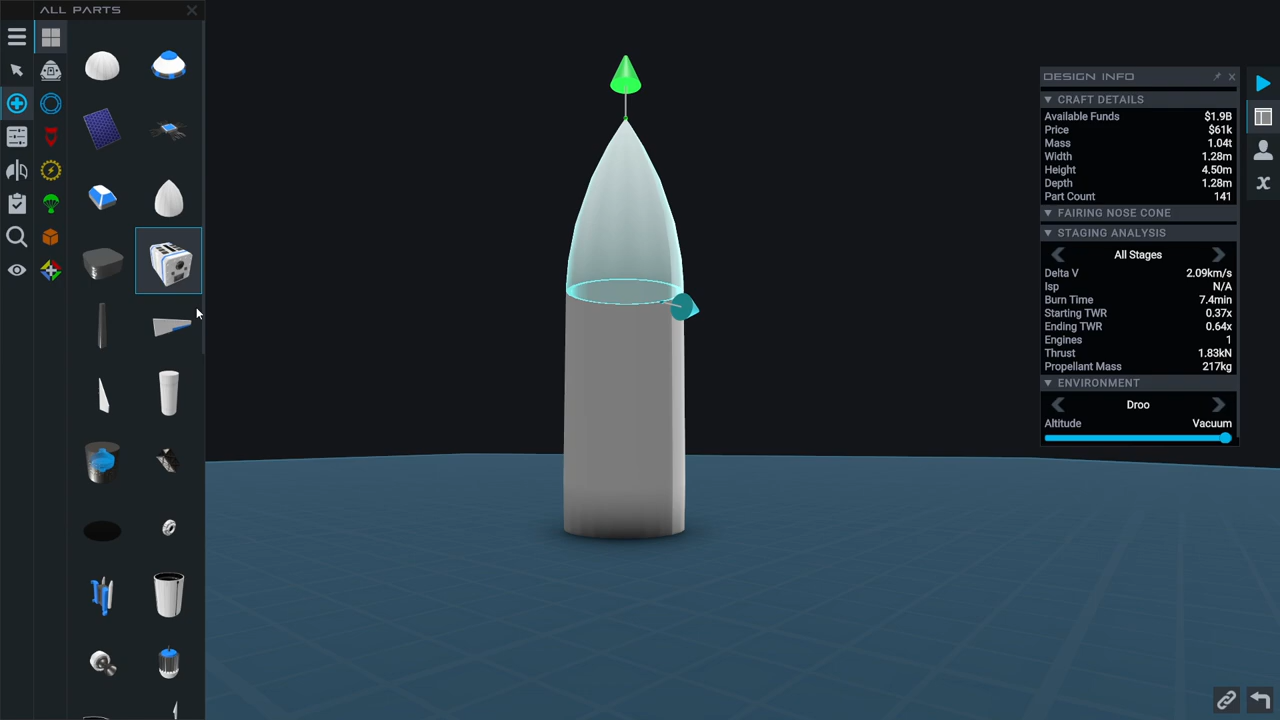 ALL PARTS
DESIGN INFO
CRAFT DETAILS
Available Funds $1.9B
Price $61k
Mass 1.04t
Width 1.28m
Height 4.50m
Depth 1.28m
Part Count 141
FAIRING NOSE CONE
STAGING ANALYSIS
All Stages
Delta V 2.09km/s
Isp N/A
Burn Time 7.4min
Starting TWR 0.37x
Ending TWR 0.64x
Engines 1
Thrust 1.83kN
Propellant Mass 217kg
ENVIRONMENT
Droo
Altitude Vacuum